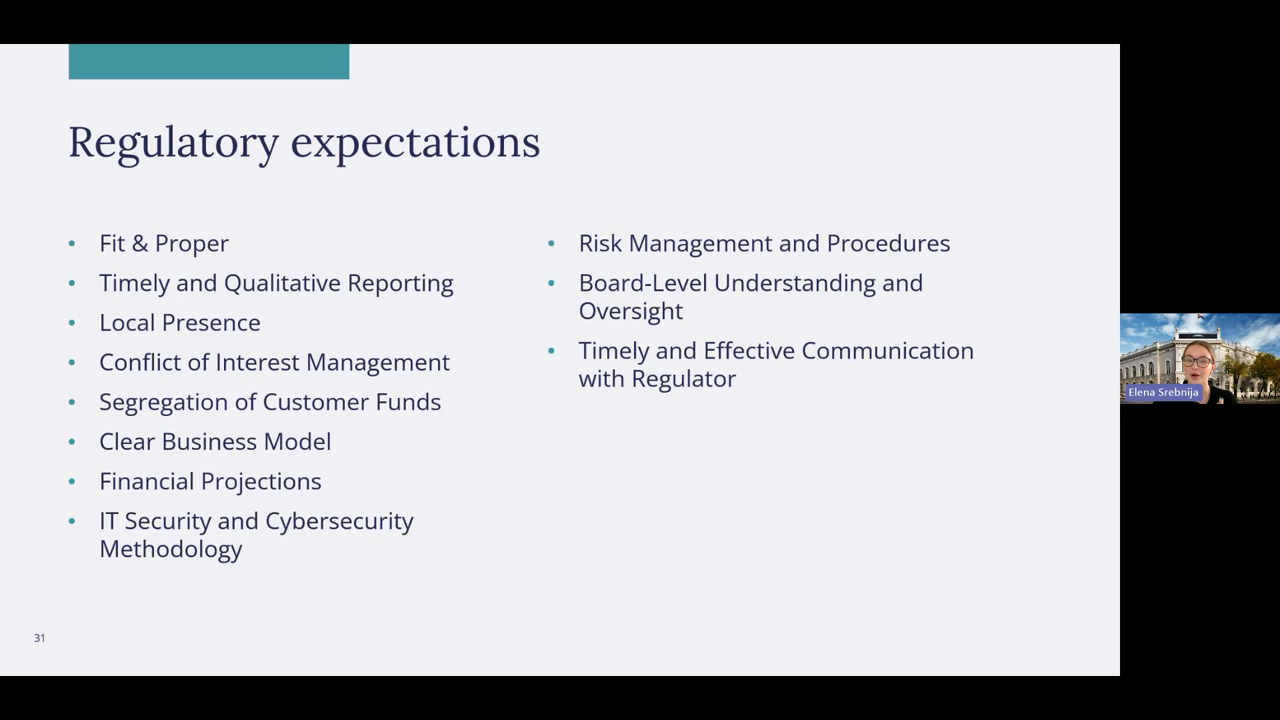 Regulatory expectations
• Fit & Proper
• Timely and Qualitative Reporting
• Local Presence
• Conflict of Interest Management
• Segregation of Customer Funds
• Clear Business Model
• Financial Projections
• IT Security and Cybersecurity
Methodology
• Risk Management and Procedures
• Board-Level Understanding and
Oversight
• Timely and Effective Communication
with Regulator
31
Elena Srebnija